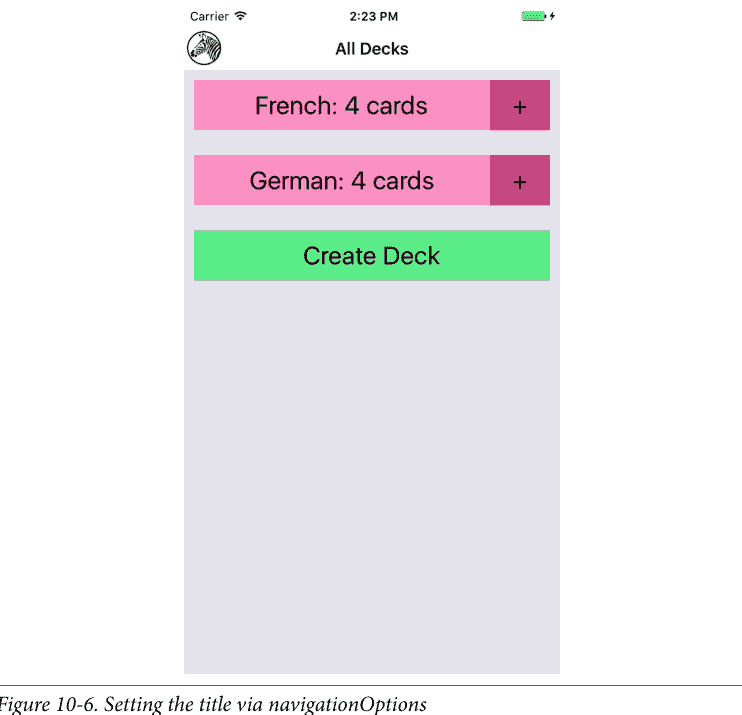 Carrier 2:23 PM
All Decks
French: 4 cards +
German: 4 cards +
Create Deck
Figure 10-6. Setting the title via navigationOptions